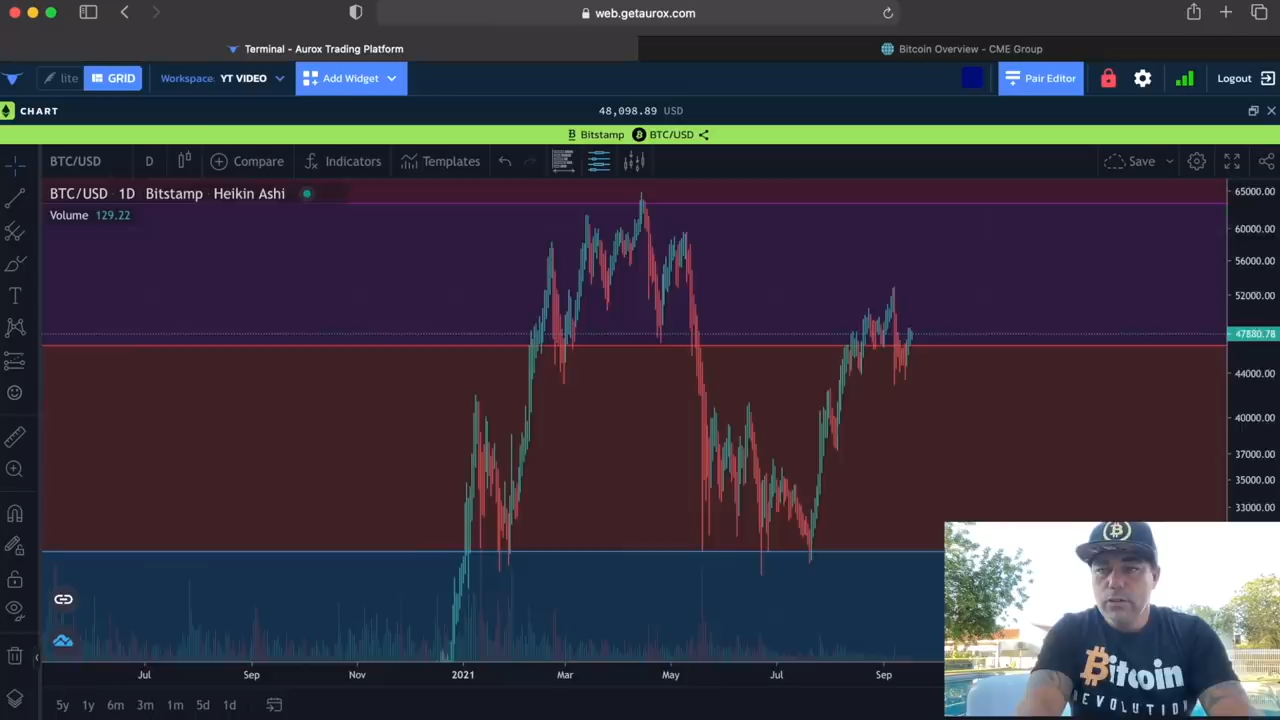 web.getaurox.com
Terminal - Aurox Trading Platform
Bitcoin Overview - CME Group
lite
GRID
Workspace: YT VIDEO
Add Widget
Pair Editor
Logout
CHART
48,098.89 USD
Bitstamp BTC/USD
BTC/USD D Compare Indicators Templates Save
BTC/USD 1D Bitstamp Heikin Ashi
Volume 129.22
65000.00
60000.00
56000.00
52000.00
47880.78
44000.00
40000.00
37000.00
35000.00
33000.00
Jul Sep Nov 2021 Mar May Jul Sep
5y 1y 6m 3m 1m 5d 1d
Bitcoin
REVOLUTION